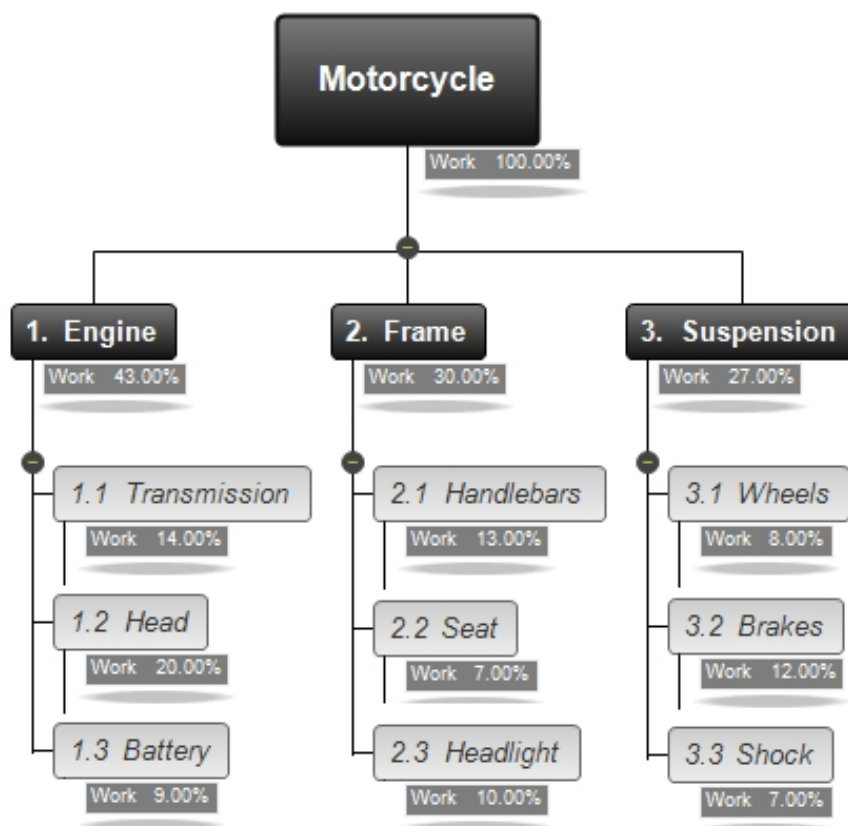 Motorcycle
Work 100.00%
1. Engine
Work 43.00%
2. Frame
Work 30.00%
3. Suspension
Work 27.00%
1.1 Transmission
Work 14.00%
1.2 Head
Work 20.00%
1.3 Battery
Work 9.00%
2.1 Handlebars
Work 13.00%
2.2 Seat
Work 7.00%
2.3 Headlight
Work 10.00%
3.1 Wheels
Work 8.00%
3.2 Brakes
Work 12.00%
3.3 Shock
Work 7.00%